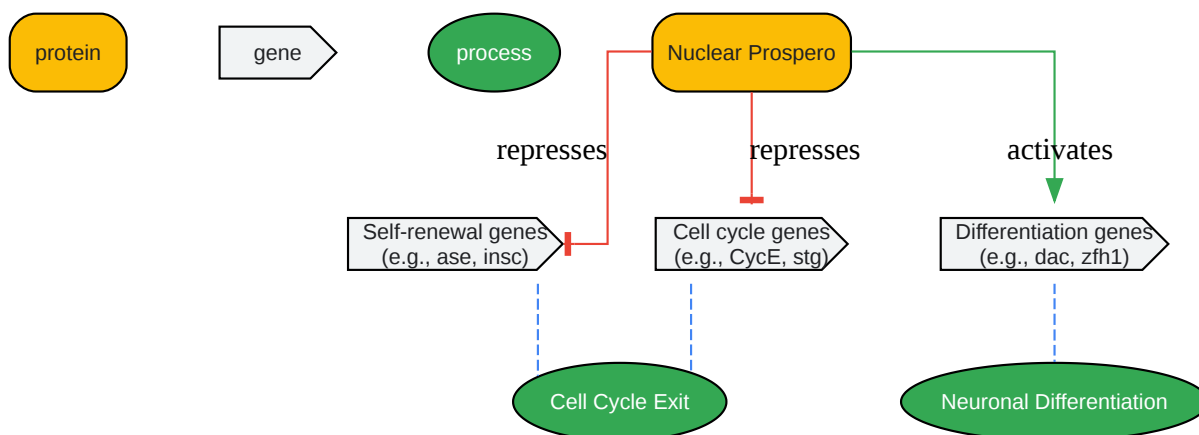 protein
gene
process
Nuclear Prospero
represses
represses
activates
Self-renewal genes
(e.g., ase, insc)
Cell cycle genes
(e.g., CycE, stg)
Differentiation genes
(e.g., dac, zfh1)
Cell Cycle Exit
Neuronal Differentiation